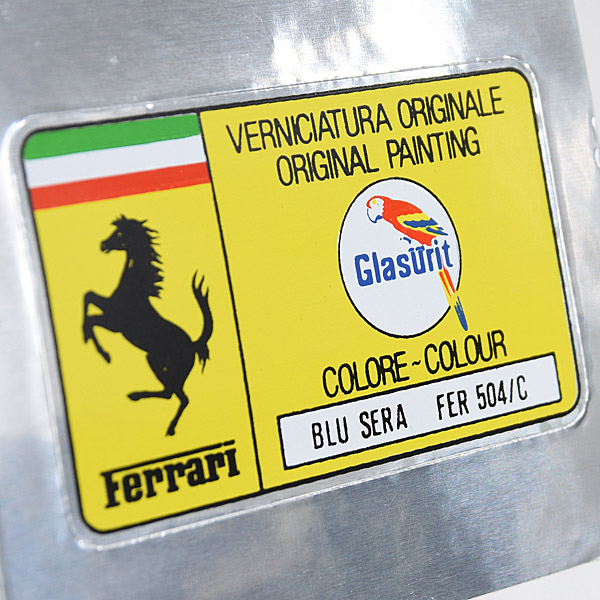 VERNICIATURA ORIGINALE
ORIGINAL PAINTING
Glasurit
COLORE~COLOUR
BLU SERA FER 504/C
Ferrari